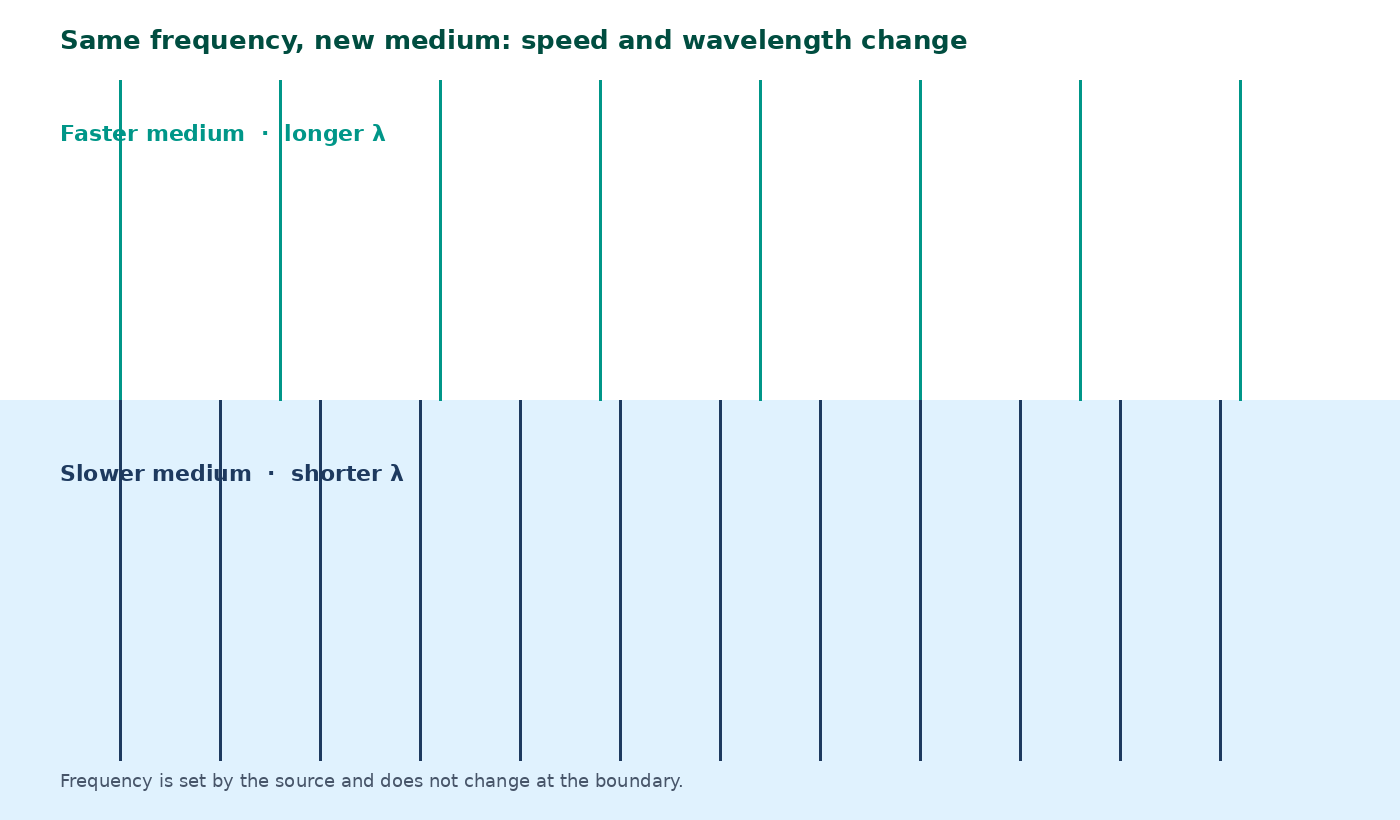 Same frequency, new medium: speed and wavelength change
Faster medium · longer λ
Slower medium · shorter λ
Frequency is set by the source and does not change at the boundary.